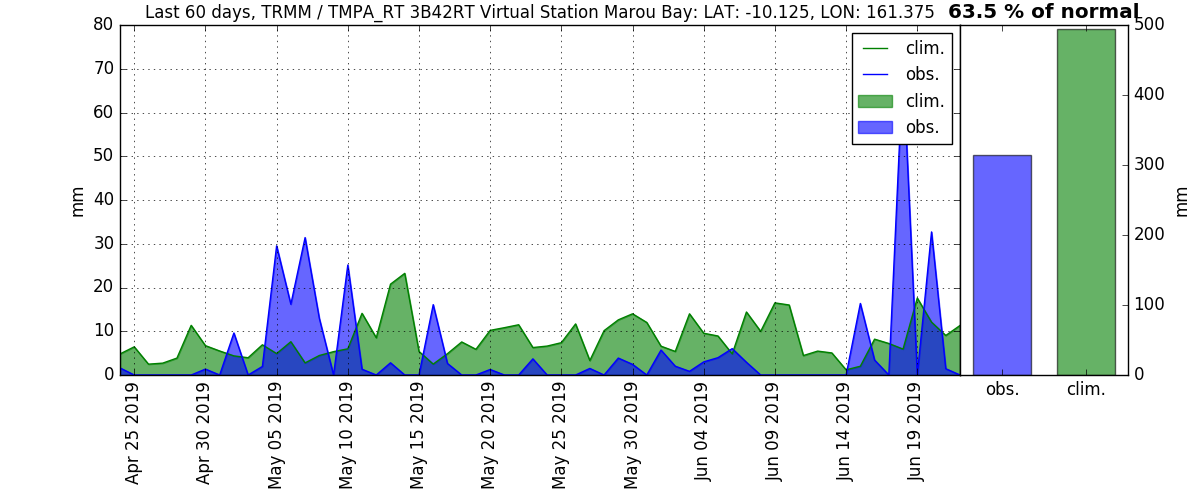 Last 60 days, TRMM / TMPA_RT 3B42RT Virtual Station Marou Bay: LAT: -10.125, LON: 161.375 63.5 % of normal
80
70
60
50
40
30
20
10
0
mm
clim.
obs.
clim.
obs.
500
400
300
200
100
0
mm
Apr 25 2019
Apr 30 2019
May 05 2019
May 10 2019
May 15 2019
May 20 2019
May 25 2019
May 30 2019
Jun 04 2019
Jun 09 2019
Jun 14 2019
Jun 19 2019
obs.
clim.